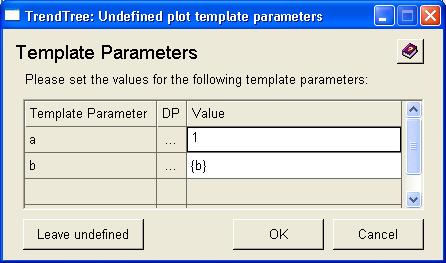 TrendTree: Undefined plot template parameters
Template Parameters
Please set the values for the following template parameters:
Template Parameter DP Value
a ... 1
b ... {b}
Leave undefined OK Cancel